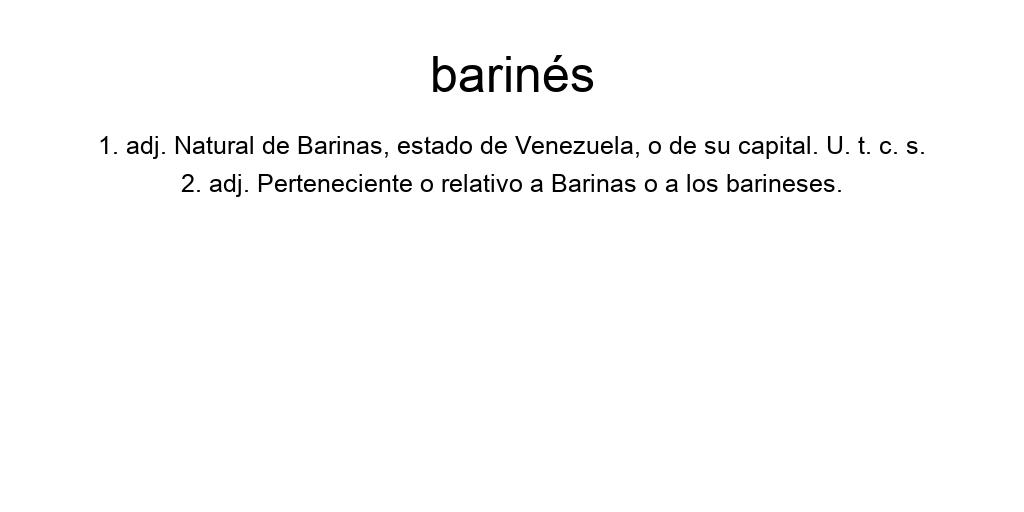 barinés
1. adj. Natural de Barinas, estado de Venezuela, o de su capital. U. t. c. s.
2. adj. Perteneciente o relativo a Barinas o a los barineses.